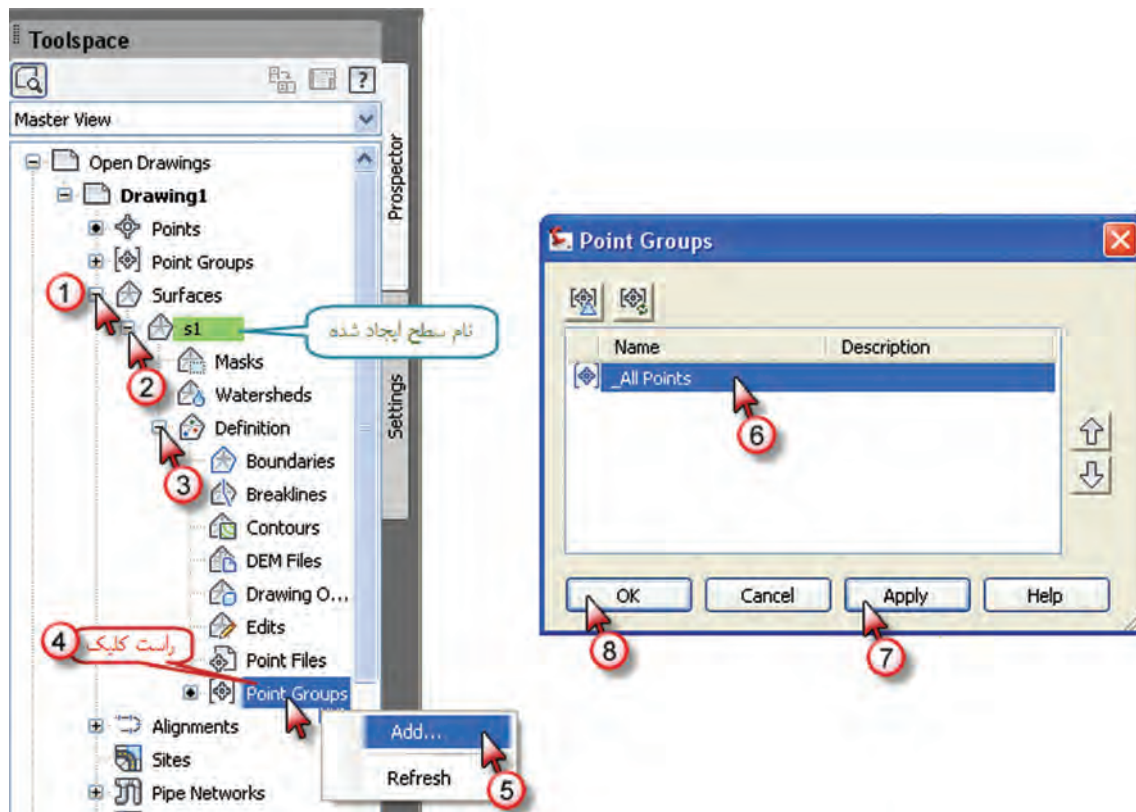 Toolspace
Master View
Open Drawings
Drawing1
Points
Point Groups
1
Surfaces
s1
نام سطح ایجاد شده
2
Masks
Watersheds
3
Definition
Boundaries
Breaklines
Contours
DEM Files
Drawing O...
Edits
Point Files
4
راست کلیک
Point Groups
Alignments
Sites
Pipe Networks
Add...
5
Refresh
Prospector
Settings
Point Groups
Name Description
_All Points
6
OK Cancel Apply Help
8
7